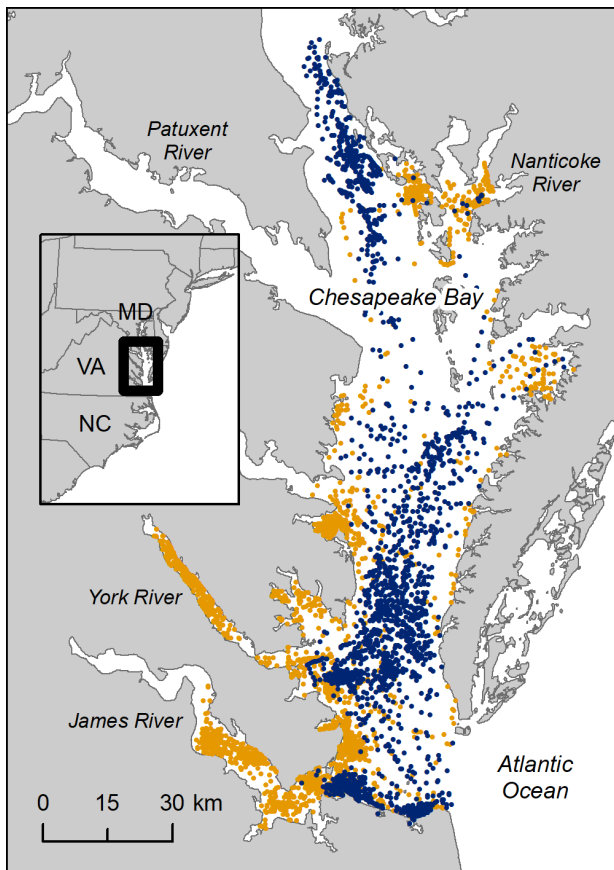 Patuxent
River
Nanticoke
River
Chesapeake Bay
MD
VA
NC
York River
James River
Atlantic
Ocean
0 15 30 km